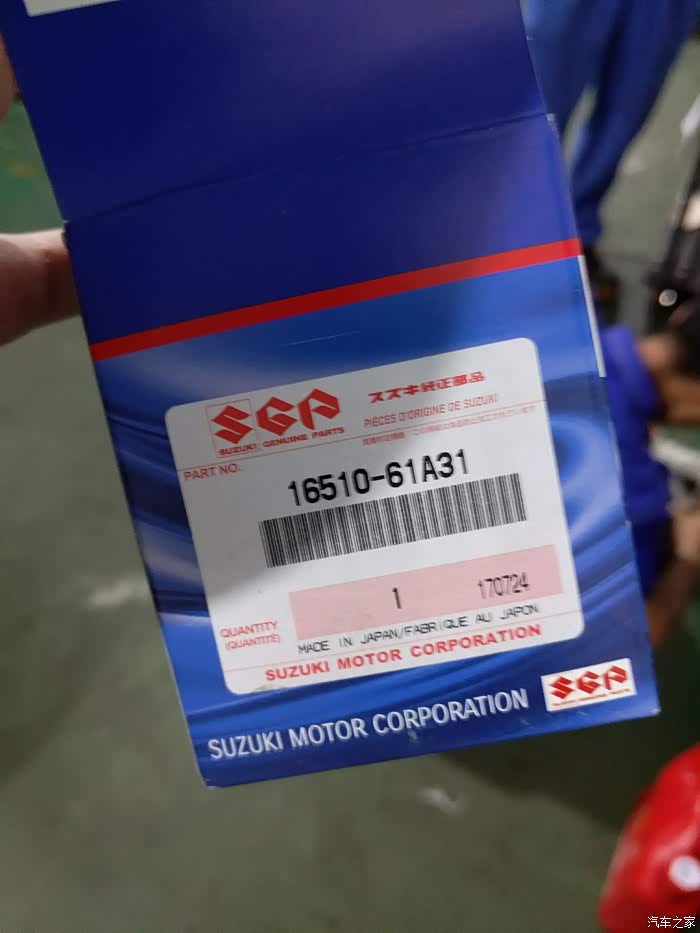 SGP
SUZUKI GENUINE PARTS
スズキ純正部品
PIÈCES D'ORIGINE DE SUZUKI
PART NO.
16510-61A31
1 170724
QUANTITY
(QUANTITÉ)
MADE IN JAPAN/FABRIQUE AU JAPON
SUZUKI MOTOR CORPORATION
SUZUKI MOTOR CORPORATION
SGP
汽车之家